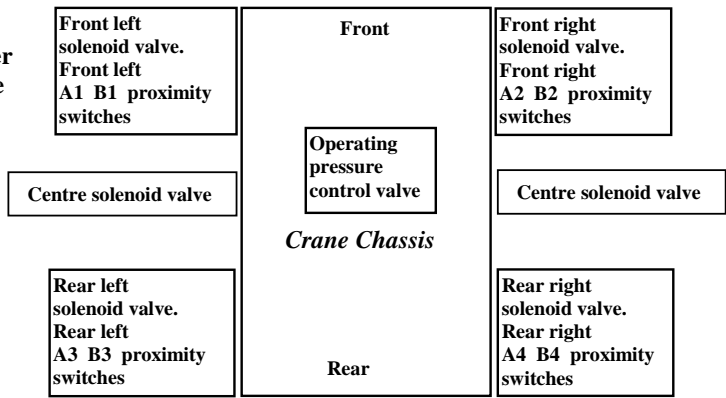 Front left
solenoid valve.
Front left
A1 B1 proximity
switches
Front
Front right
solenoid valve.
Front right
A2 B2 proximity
switches
Operating
pressure
control valve
Centre solenoid valve
Centre solenoid valve
Crane Chassis
Rear left
solenoid valve.
Rear left
A3 B3 proximity
switches
Rear
Rear right
solenoid valve.
Rear right
A4 B4 proximity
switches